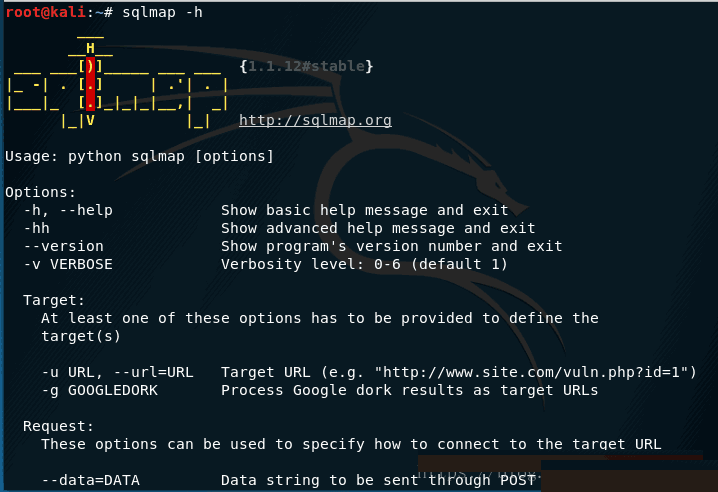 root@kali:~# sqlmap -h
        ___
       __H__
 ___ ___[)]_____ ___ ___  {1.1.12#stable}
|_ -| . [.]     | .'| . |
|___|_  [.]_|_|_|__,|  _|
      |_|V          |_|   http://sqlmap.org
Usage: python sqlmap [options]
Options:
  -h, --help            Show basic help message and exit
  -hh                   Show advanced help message and exit
  --version             Show program's version number and exit
  -v VERBOSE            Verbosity level: 0-6 (default 1)
  Target:
    At least one of these options has to be provided to define the
    target(s)
    -u URL, --url=URL   Target URL (e.g. "http://www.site.com/vuln.php?id=1")
    -g GOOGLEDORK       Process Google dork results as target URLs
  Request:
    These options can be used to specify how to connect to the target URL
    --data=DATA         Data string to be sent through POST